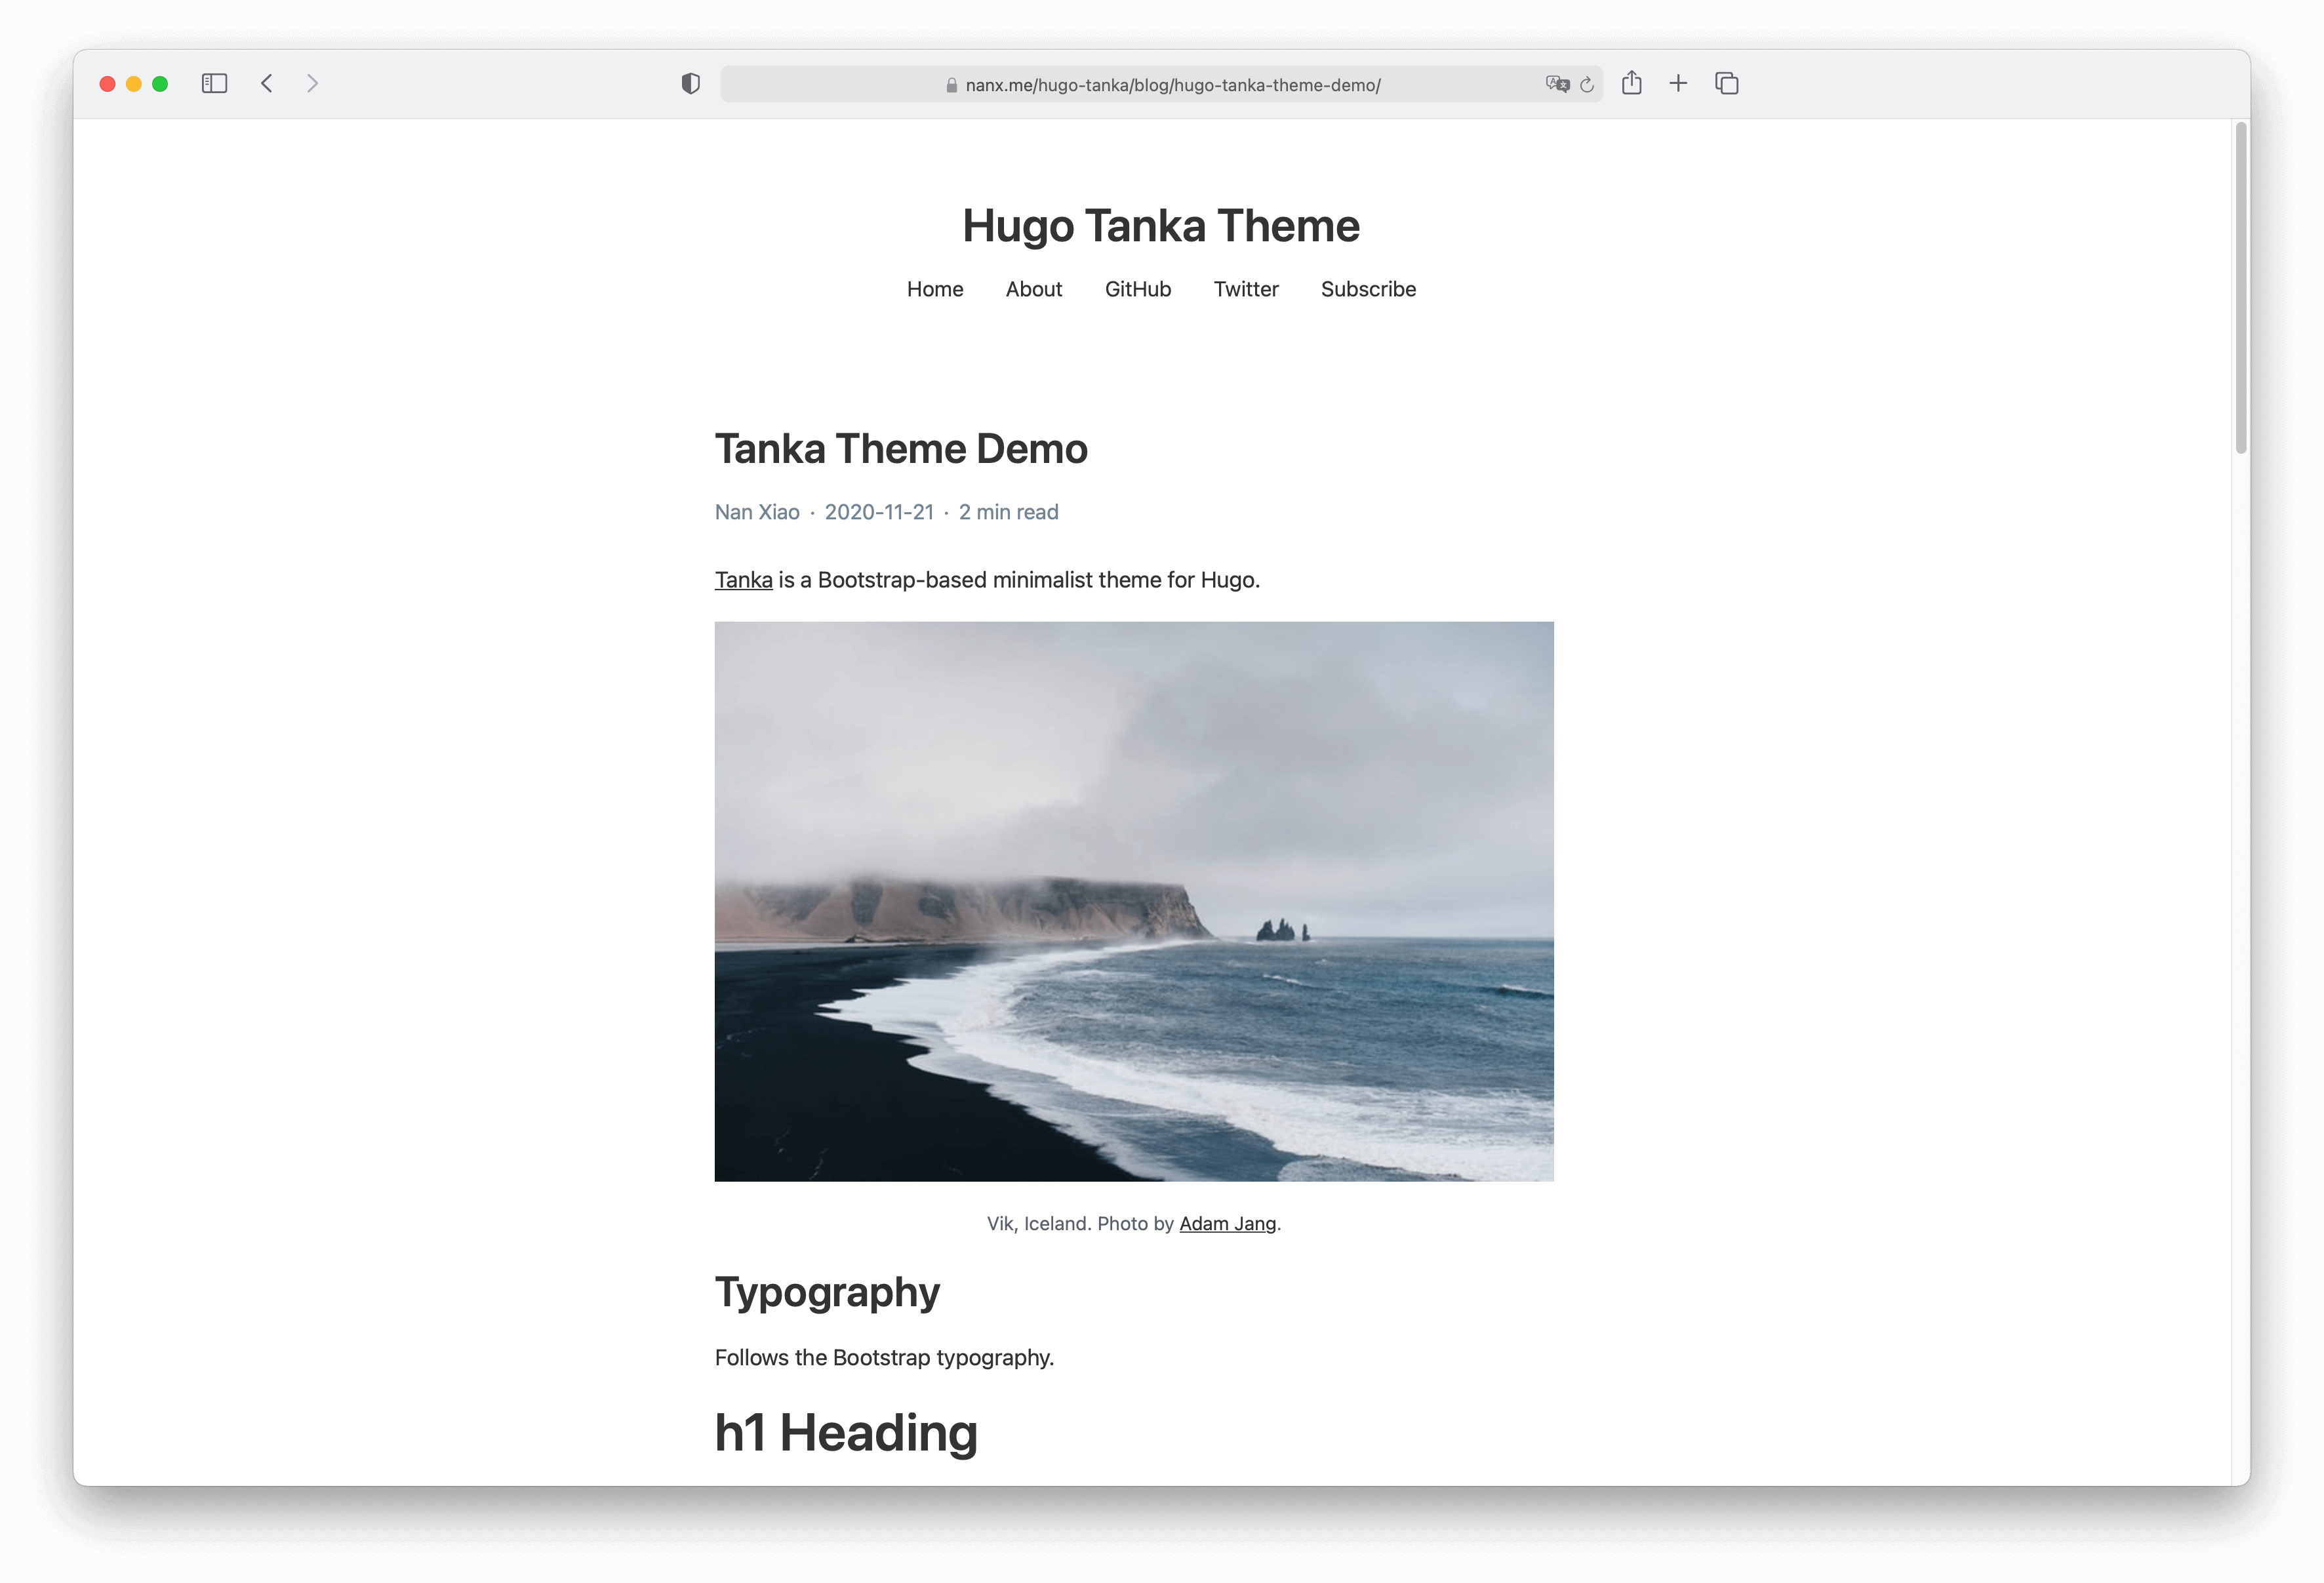 nanx.me/hugo-tanka/blog/hugo-tanka-theme-demo/
Hugo Tanka Theme
Home About GitHub Twitter Subscribe
Tanka Theme Demo
Nan Xiao · 2020-11-21 · 2 min read
Tanka is a Bootstrap-based minimalist theme for Hugo.
Vik, Iceland. Photo by Adam Jang.
Typography
Follows the Bootstrap typography.
h1 Heading